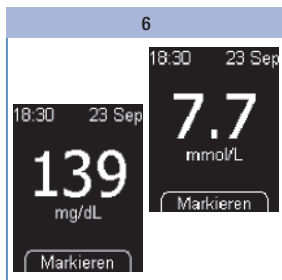 6
18:30 23 Sep
139
mg/dL
Markieren
18:30 23 Sep
7.7
mmol/L
Markieren